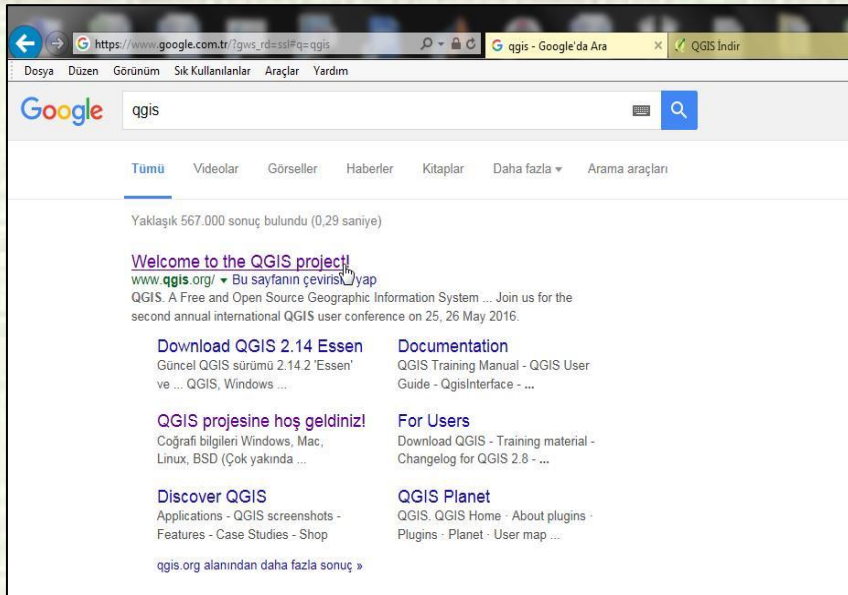 https://www.google.com.tr/?gws_rd=ssl#q=qgis
qgis - Google'da Ara
QGIS İndir
Dosya Düzen Görünüm Sık Kullanılanlar Araçlar Yardım
Google
qgis
Tümü Videolar Görseller Haberler Kitaplar Daha fazla Arama araçları
Yaklaşık 567.000 sonuç bulundu (0,29 saniye)
Welcome to the QGIS project!
www.qgis.org/ Bu sayfanın çevirisi yap
QGIS. A Free and Open Source Geographic Information System ... Join us for the
second annual international QGIS user conference on 25, 26 May 2016.
Download QGIS 2.14 Essen
Güncel QGIS sürümü 2.14.2 'Essen'
ve ... QGIS, Windows ...
Documentation
QGIS Training Manual - QGIS User
Guide - QgisInterface - ...
QGIS projesine hoş geldiniz!
Coğrafi bilgileri Windows, Mac,
Linux, BSD (Çok yakında ...
For Users
Download QGIS - Training material -
Changelog for QGIS 2.8 - ...
Discover QGIS
Applications - QGIS screenshots -
Features - Case Studies - Shop
QGIS Planet
QGIS. QGIS Home · About plugins ·
Plugins · Planet · User map ...
qgis.org alanından daha fazla sonuç »